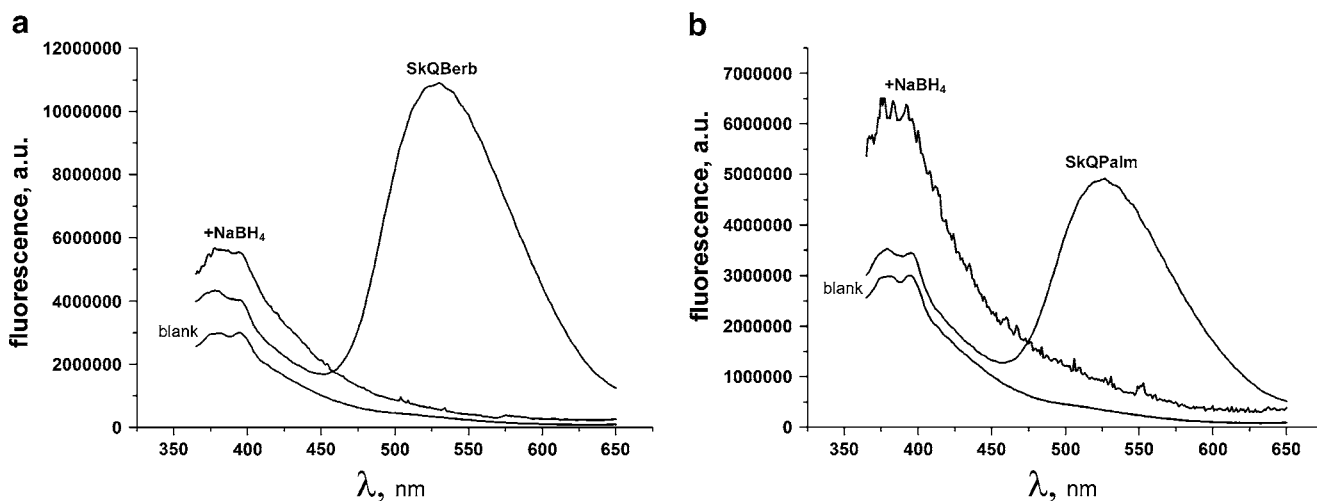 a
fluorescence, a.u.
12000000
10000000
8000000
6000000
4000000
2000000
0
SkQBerb
+NaBH₄
blank
350 400 450 500 550 600 650
λ, nm
b
fluorescence, a.u.
7000000
6000000
5000000
4000000
3000000
2000000
1000000
0
+NaBH₄
SkQPalm
blank
350 400 450 500 550 600 650
λ, nm